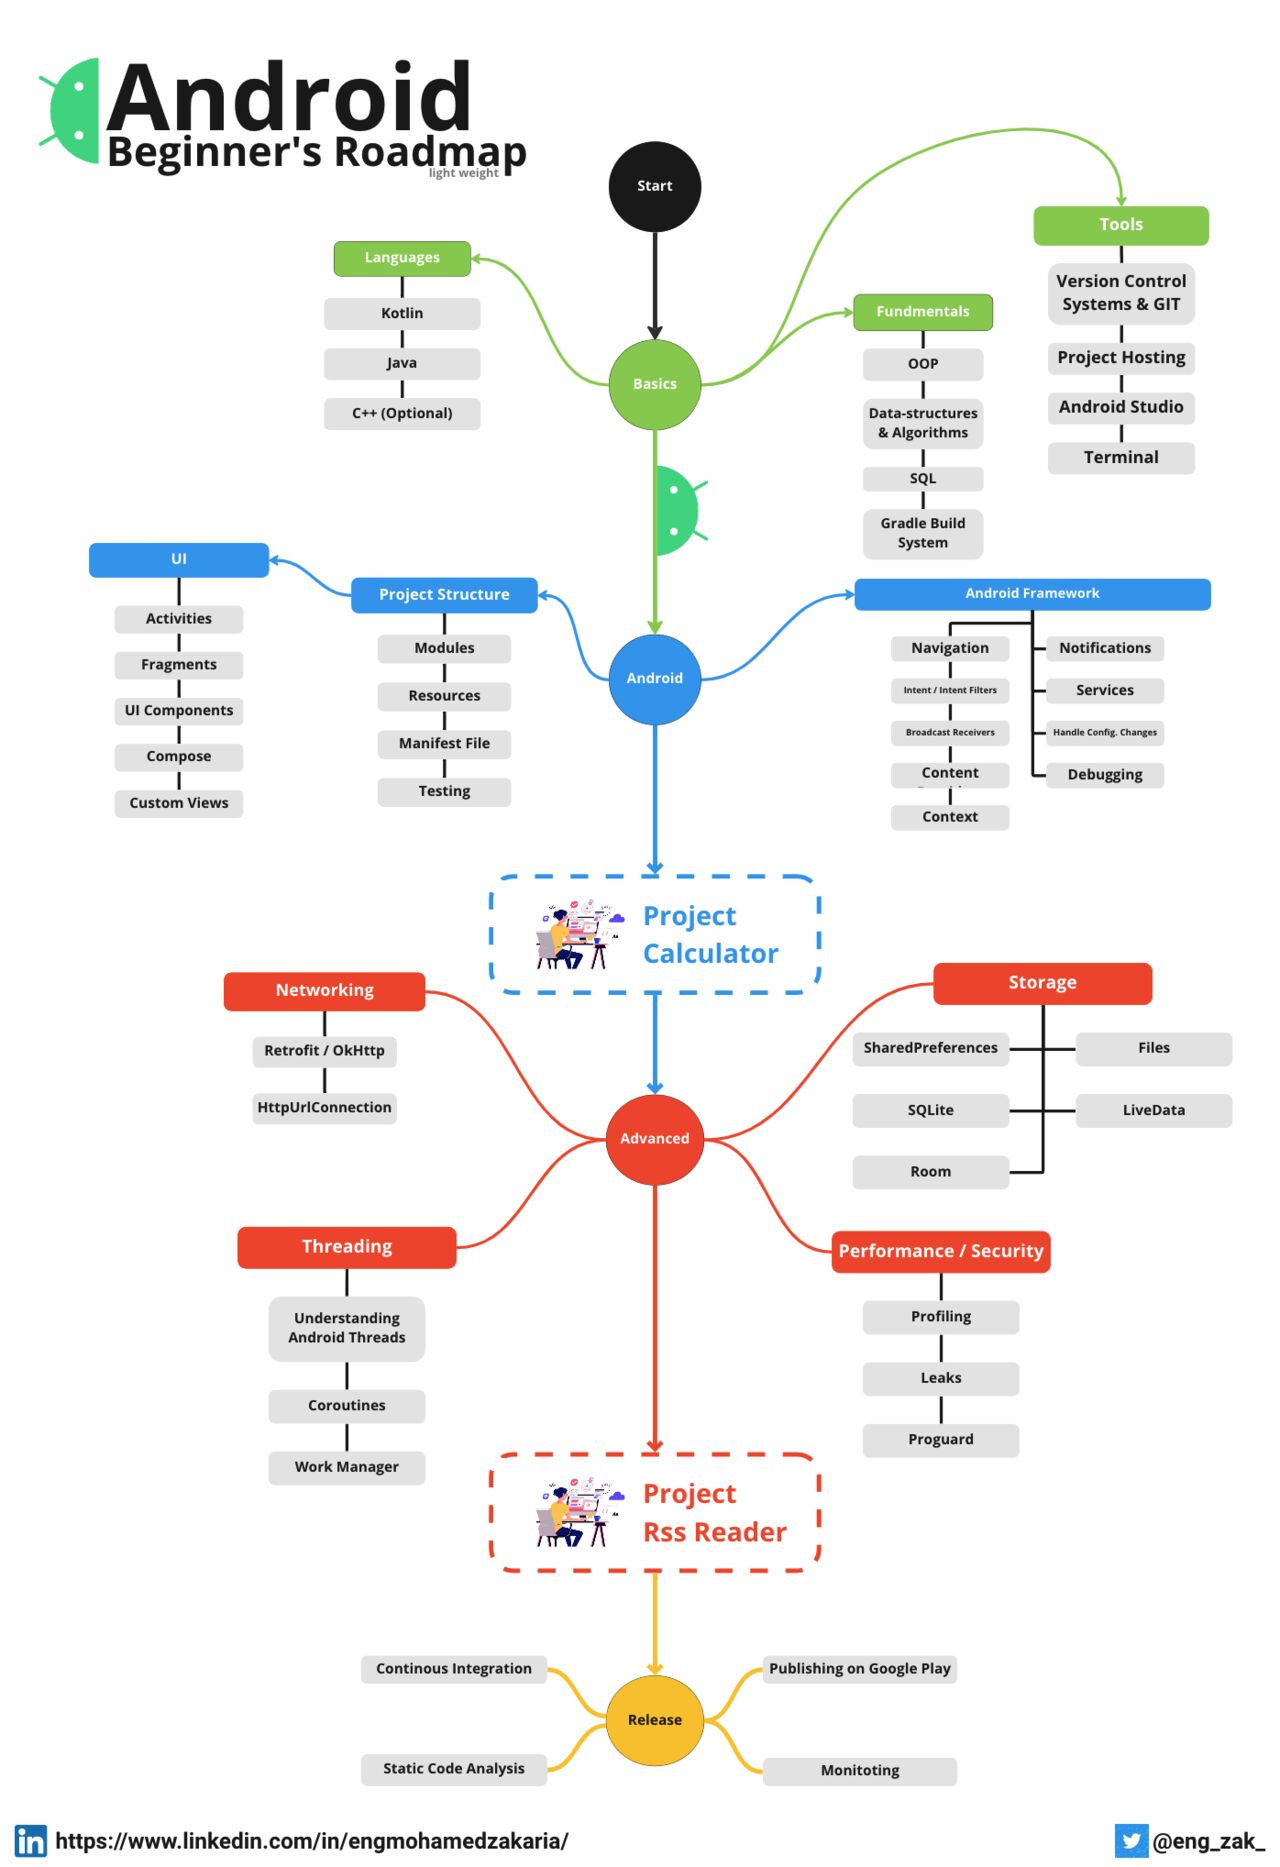 Android
Beginner's Roadmap
light weight
Start
Tools
Languages
Version Control
Systems & GIT
Kotlin
Fundmentals
Project Hosting
Java
OOP
Android Studio
C++ (Optional)
Basics
Data-structures
& Algorithms
Terminal
SQL
Gradle Build
System
UI
Project Structure
Android Framework
Activities
Modules
Android
Navigation
Notifications
Fragments
Resources
Intent / Intent Filters
Services
UI Components
Manifest File
Broadcast Receivers
Handle Config. Changes
Compose
Testing
Content
Debugging
Custom Views
Context
Project
Calculator
Networking
Storage
Retrofit / OkHttp
SharedPreferences
Files
HttpUrlConnection
SQLite
LiveData
Advanced
Room
Threading
Performance / Security
Understanding
Android Threads
Profiling
Coroutines
Leaks
Work Manager
Proguard
Project
Rss Reader
Continous Integration
Publishing on Google Play
Release
Static Code Analysis
Monitoting
in
https://www.linkedin.com/in/engmohamedzakaria/
@eng_zak_